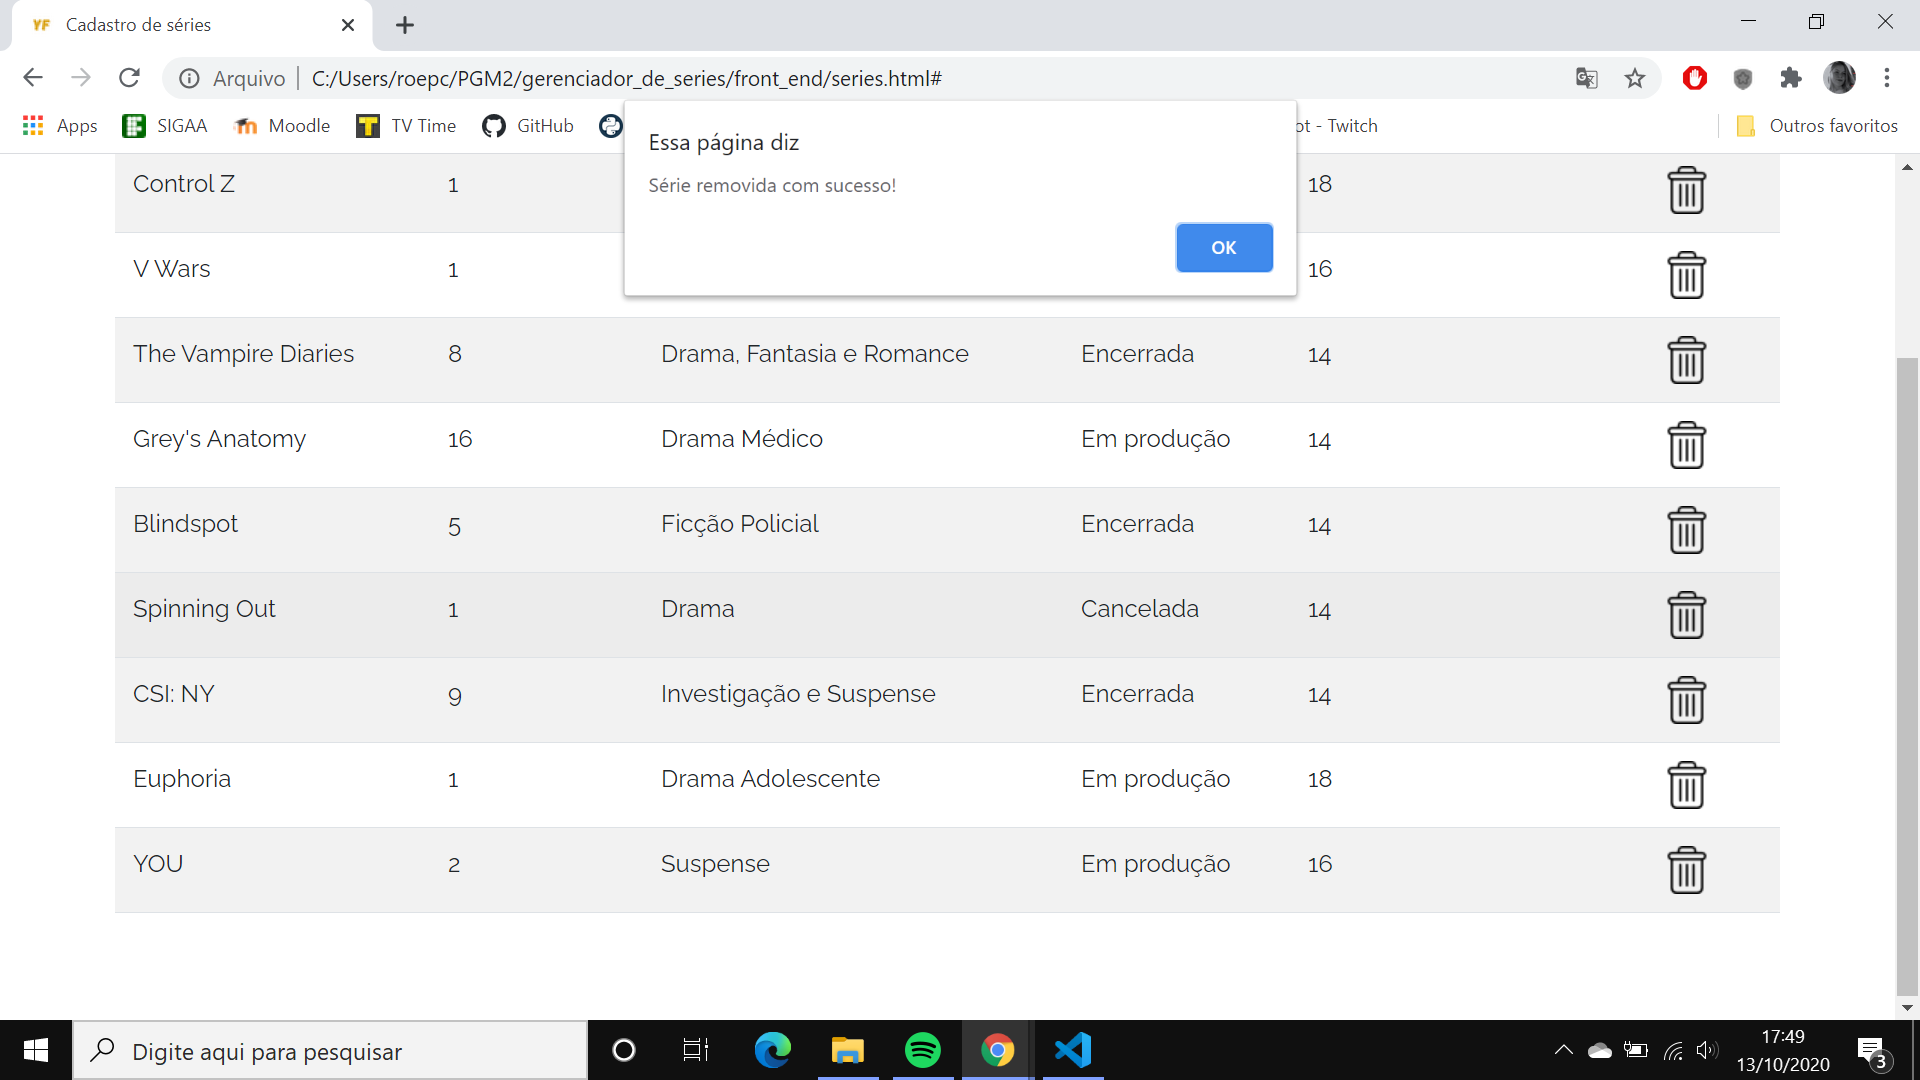 YF Cadastro de séries
Arquivo C:/Users/roepc/PGM2/gerenciador_de_series/front_end/series.html#
Apps SIGAA Moodle TV Time GitHub ot - Twitch Outros favoritos
Essa página diz
Série removida com sucesso!
OK
Control Z 1 18
V Wars 1 16
The Vampire Diaries 8 Drama, Fantasia e Romance Encerrada 14
Grey's Anatomy 16 Drama Médico Em produção 14
Blindspot 5 Ficção Policial Encerrada 14
Spinning Out 1 Drama Cancelada 14
CSI: NY 9 Investigação e Suspense Encerrada 14
Euphoria 1 Drama Adolescente Em produção 18
YOU 2 Suspense Em produção 16
Digite aqui para pesquisar
17:49
13/10/2020
3